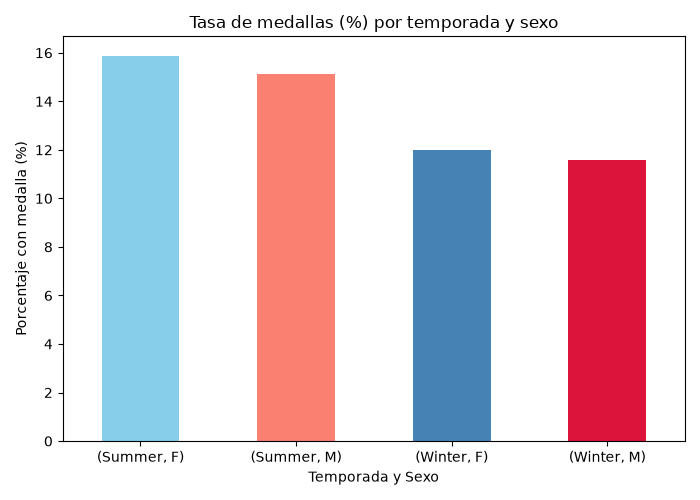 Tasa de medallas (%) por temporada y sexo
Porcentaje con medalla (%)
16
14
12
10
8
6
4
2
0
(Summer, F)
(Summer, M)
(Winter, F)
(Winter, M)
Temporada y Sexo